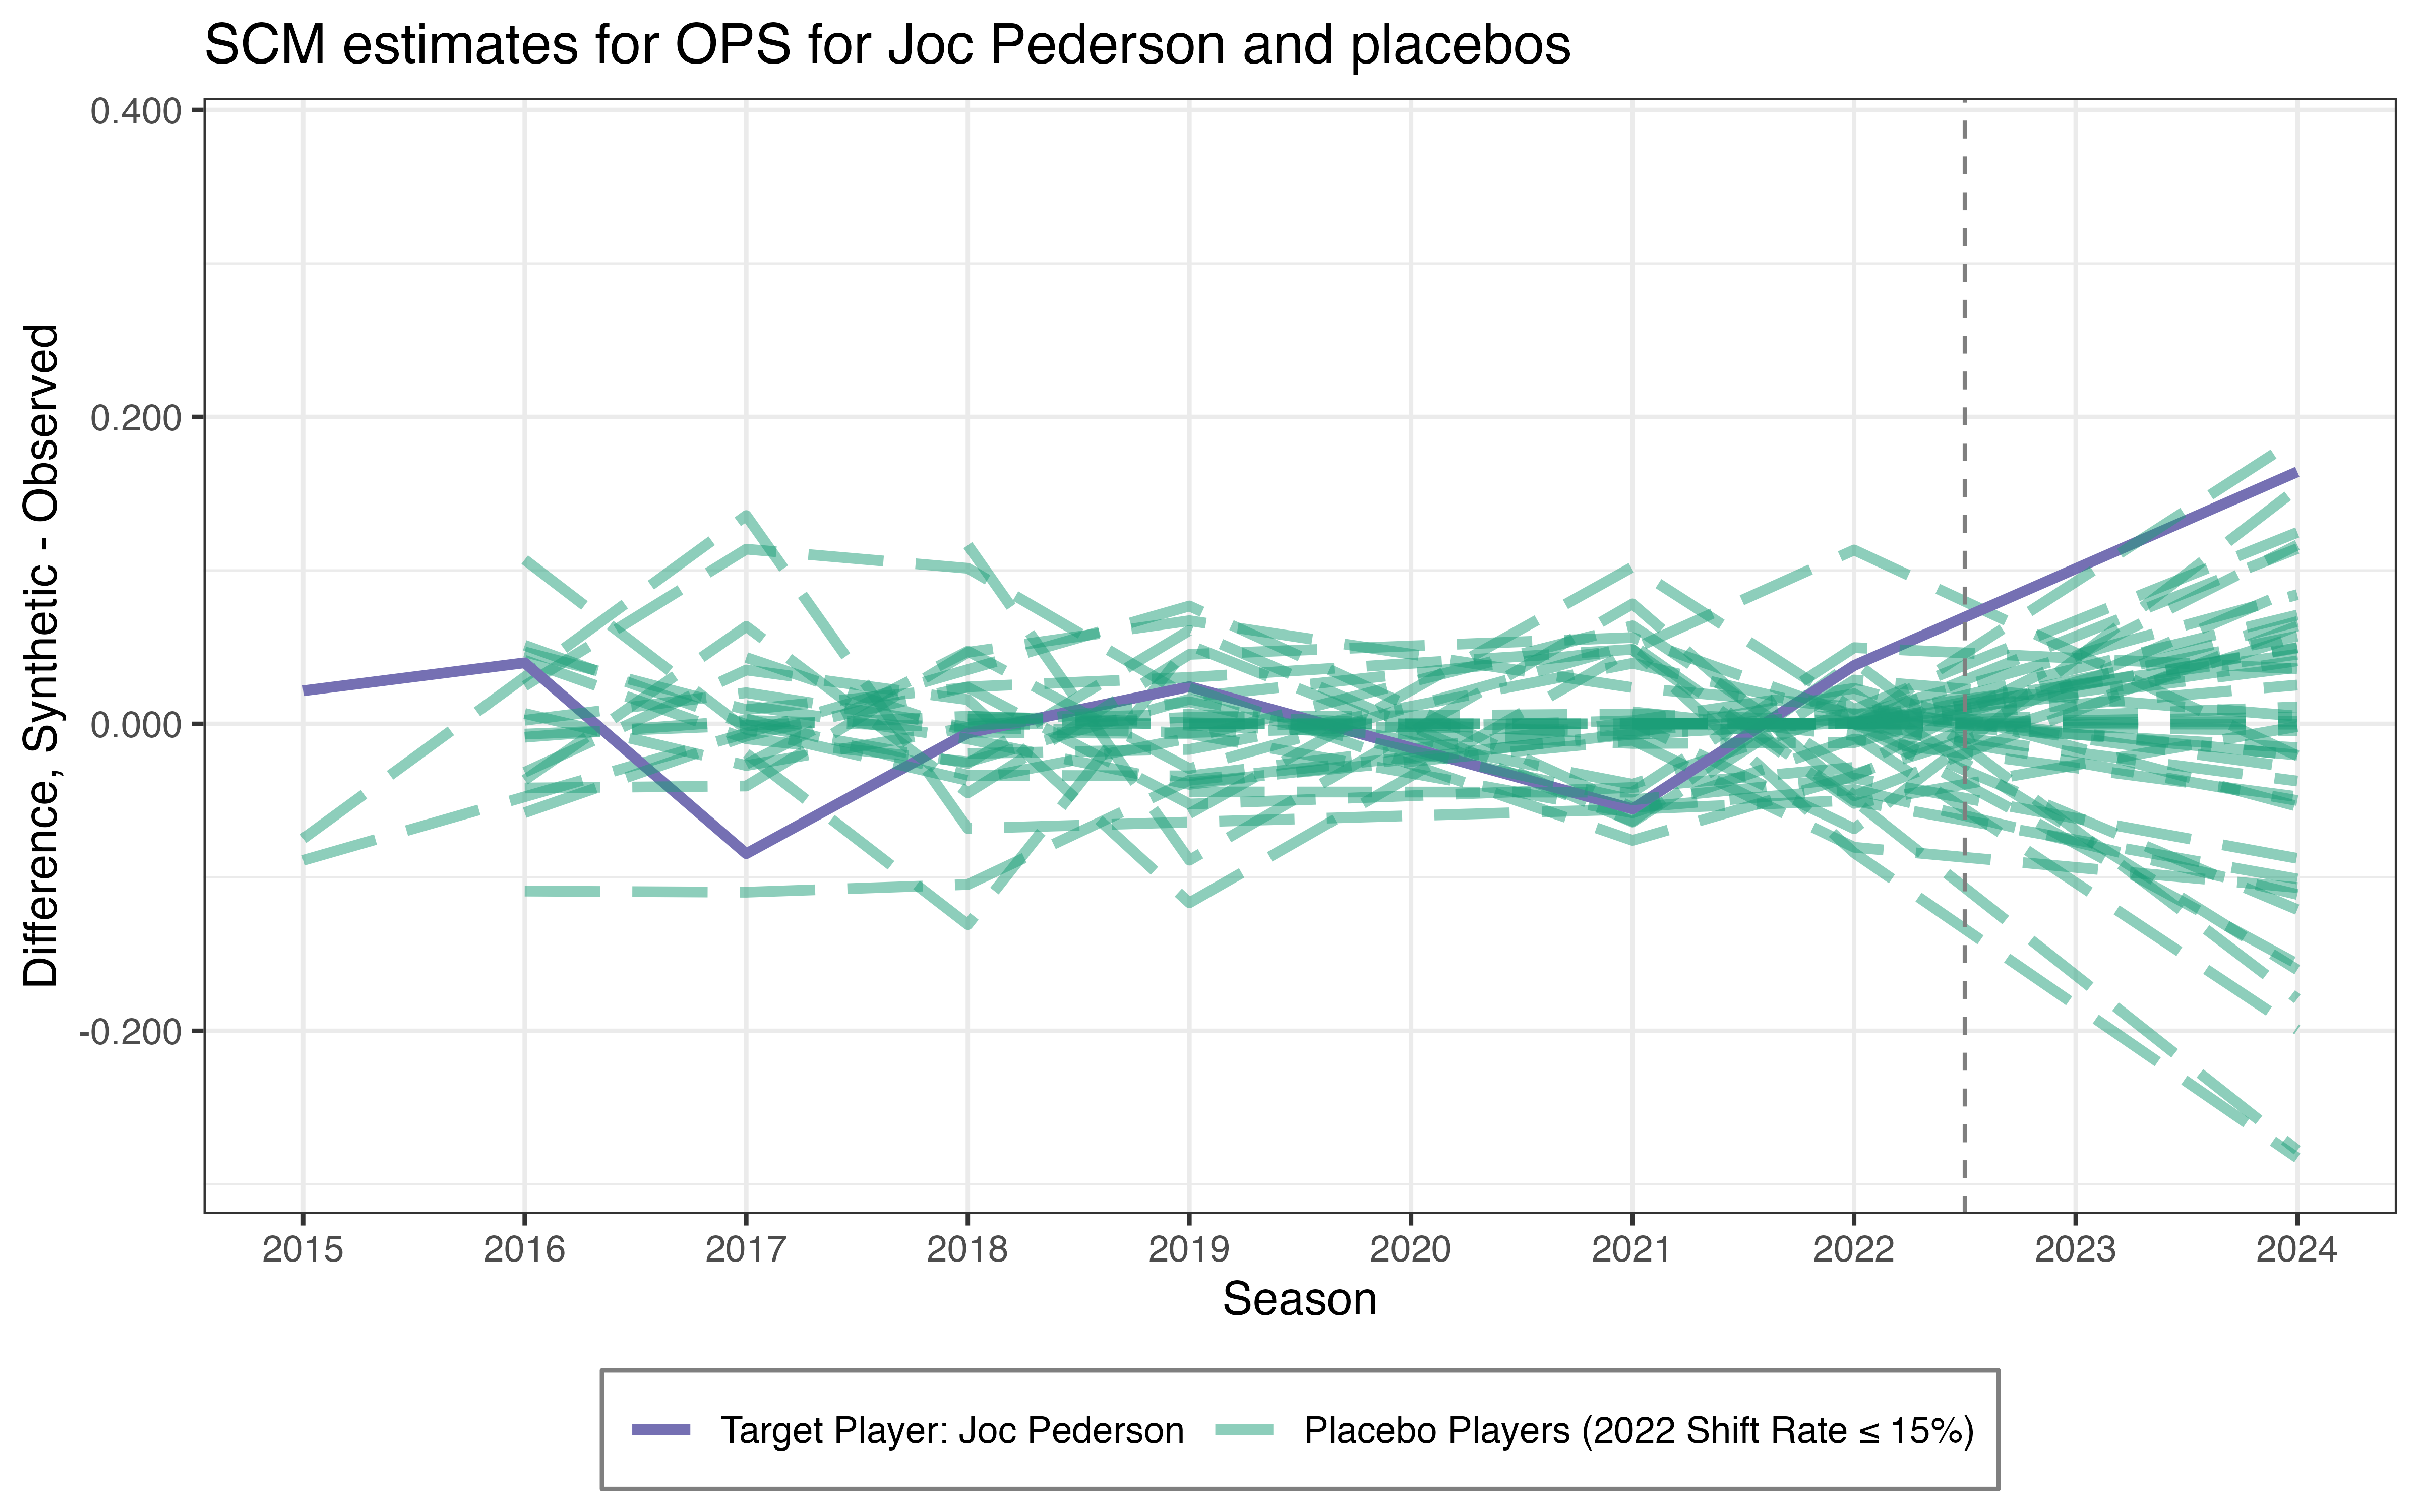 SCM estimates for OPS for Joc Pederson and placebos
Difference, Synthetic - Observed
0.400
0.200
0.000
-0.200
2015 2016 2017 2018 2019 2020 2021 2022 2023 2024
Season
Target Player: Joc Pederson Placebo Players (2022 Shift Rate ≤ 15%)